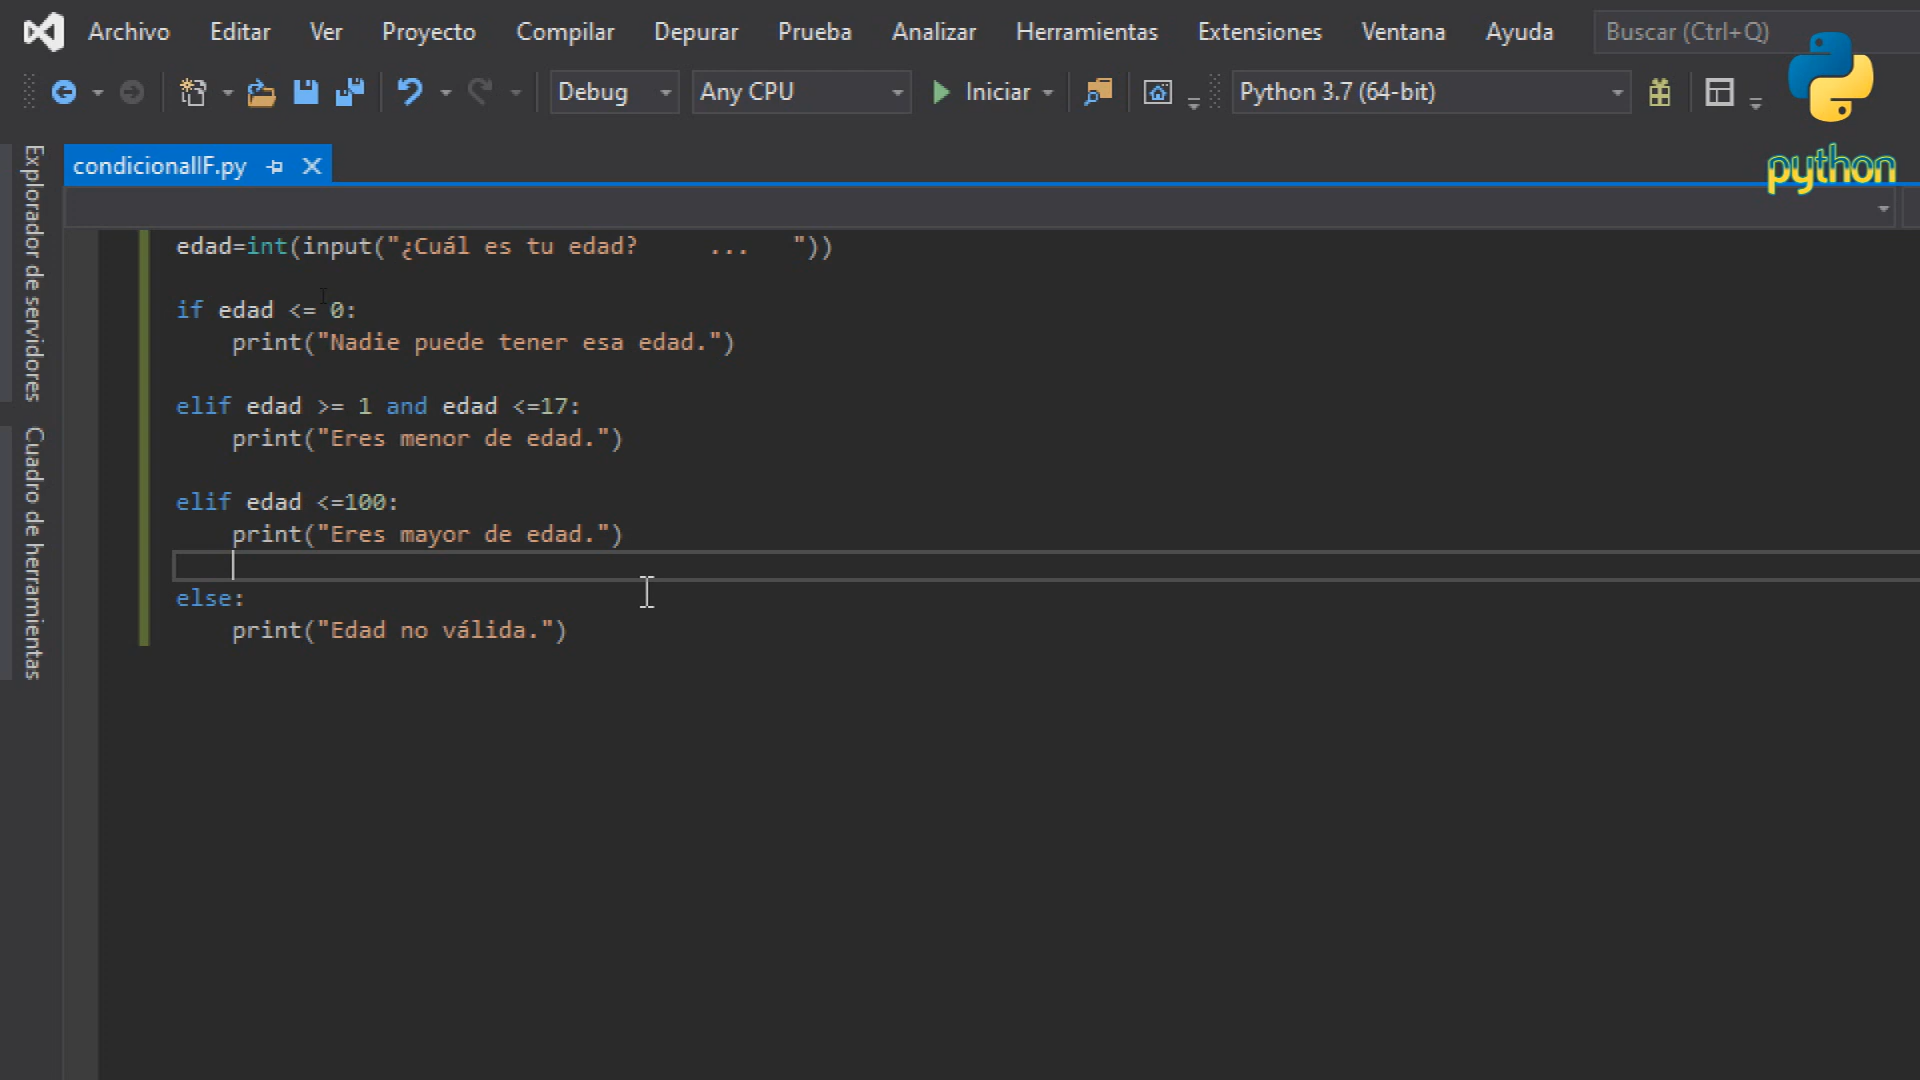 Archivo Editar Ver Proyecto Compilar Depurar Prueba Analizar Herramientas Extensiones Ventana Ayuda Buscar (Ctrl+Q)
Debug Any CPU Iniciar Python 3.7 (64-bit)
python
Explorador de servidores
Cuadro de herramientas
condicionalIF.py
edad=int(input("¿Cuál es tu edad?     ...   "))
if edad <= 0:
    print("Nadie puede tener esa edad.")
elif edad >= 1 and edad <=17:
    print("Eres menor de edad.")
elif edad <=100:
    print("Eres mayor de edad.")
else:
    print("Edad no válida.")